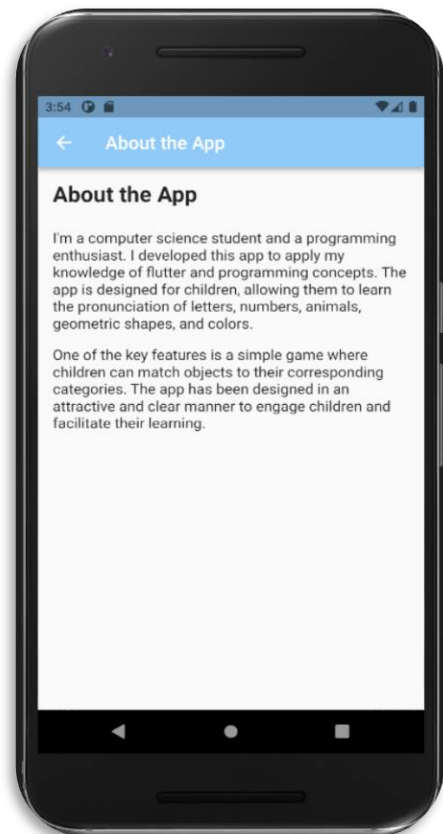 3:54
About the App
About the App
I'm a computer science student and a programming
enthusiast. I developed this app to apply my
knowledge of flutter and programming concepts. The
app is designed for children, allowing them to learn
the pronunciation of letters, numbers, animals,
geometric shapes, and colors.
One of the key features is a simple game where
children can match objects to their corresponding
categories. The app has been designed in an
attractive and clear manner to engage children and
facilitate their learning.